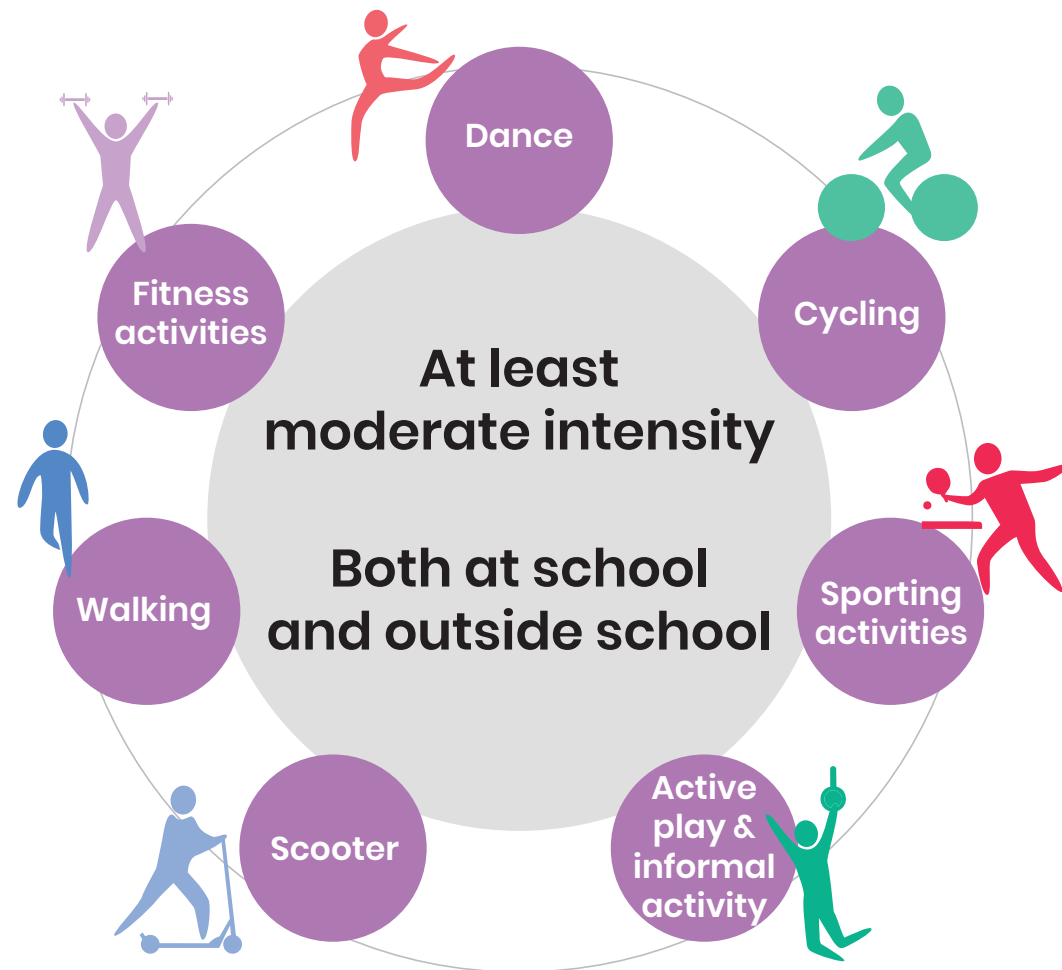 Dance
Fitness
activities
Cycling
At least
moderate intensity
Both at school
and outside school
Walking
Sporting
activities
Scooter
Active
play &
informal
activity